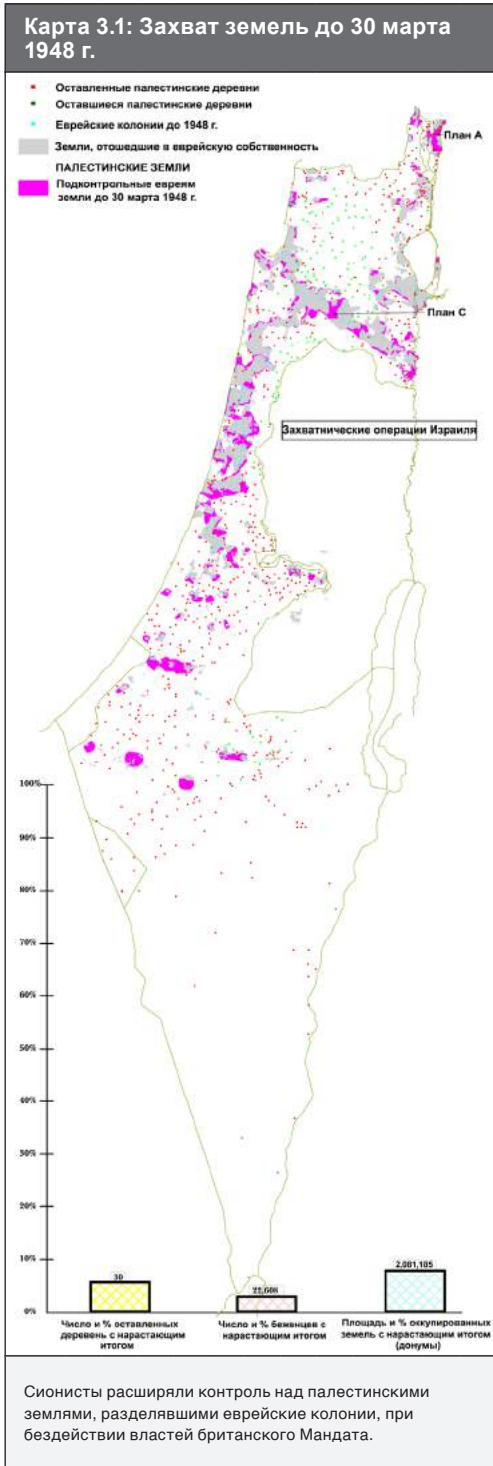 Карта 3.1: Захват земель до 30 марта
1948 г.
Оставленные палестинские деревни
Оставшиеся палестинские деревни
Еврейские колонии до 1948 г.
Земли, отошедшие в еврейскую собственность
ПАЛЕСТИНСКИЕ ЗЕМЛИ
Подконтрольные евреям
земли до 30 марта 1948 г.
План А
План С
Захватнические операции Израиля
100%
90%
80%
70%
60%
50%
40%
30%
20%
10%
0%
30
22,608
2,081,185
Число и % оставленных
деревень с нарастающим
итогом
Число и % беженцев с
нарастающим итогом
Площадь и % оккупированных
земель с нарастающим итогом
(донумы)
Сионисты расширяли контроль над палестинскими
землями, разделявшими еврейские колонии, при
бездействии властей британского Мандата.